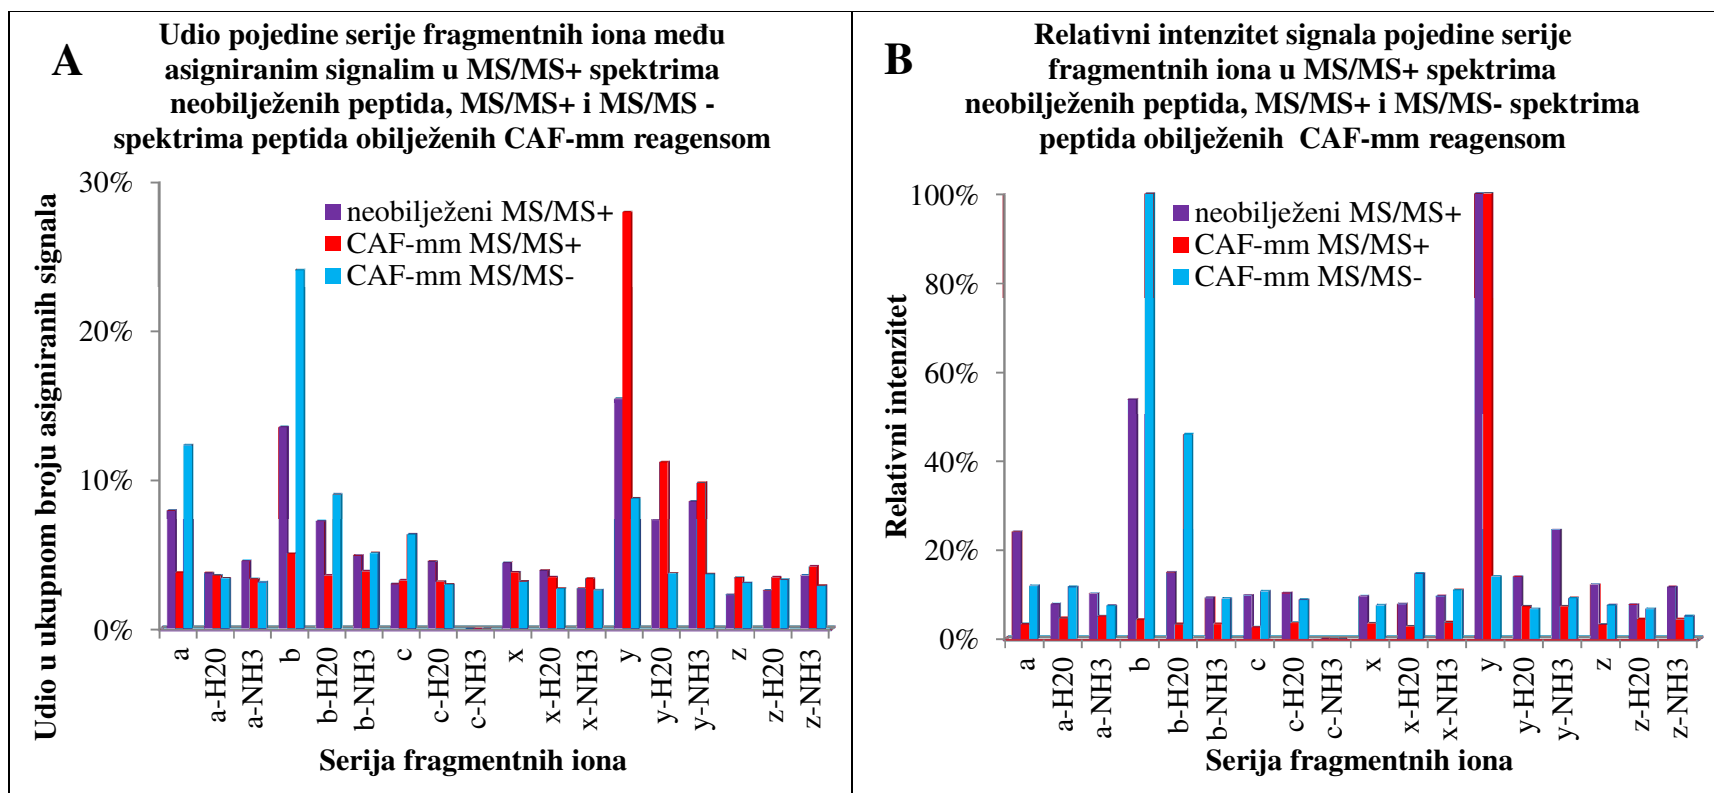 A
Udio pojedine serije fragmentnih iona među
asigniranim signalim u MS/MS+ spektrima
neobilježenih peptida, MS/MS+ i MS/MS -
spektrima peptida obilježenih CAF-mm reagensom
Udio u ukupnom broju asigniranih signala
30%
20%
10%
0%
neobilježeni MS/MS+
CAF-mm MS/MS+
CAF-mm MS/MS-
a
a-H20
a-NH3
b
b-H20
b-NH3
c
c-H20
c-NH3
x
x-H20
x-NH3
y
y-H20
y-NH3
z
z-H20
z-NH3
Serija fragmentnih iona
B
Relativni intenzitet signala pojedine serije
fragmentnih iona u MS/MS+ spektrima
neobilježenih peptida, MS/MS+ i MS/MS- spektrima
peptida obilježenih CAF-mm reagensom
Relativni intenzitet
100%
80%
60%
40%
20%
0%
neobilježeni MS/MS+
CAF-mm MS/MS+
CAF-mm MS/MS-
a
a-H20
a-NH3
b
b-H20
b-NH3
c
c-H20
c-NH3
x
x-H20
x-NH3
y
y-H20
y-NH3
z
z-H20
z-NH3
Serija fragmentnih iona